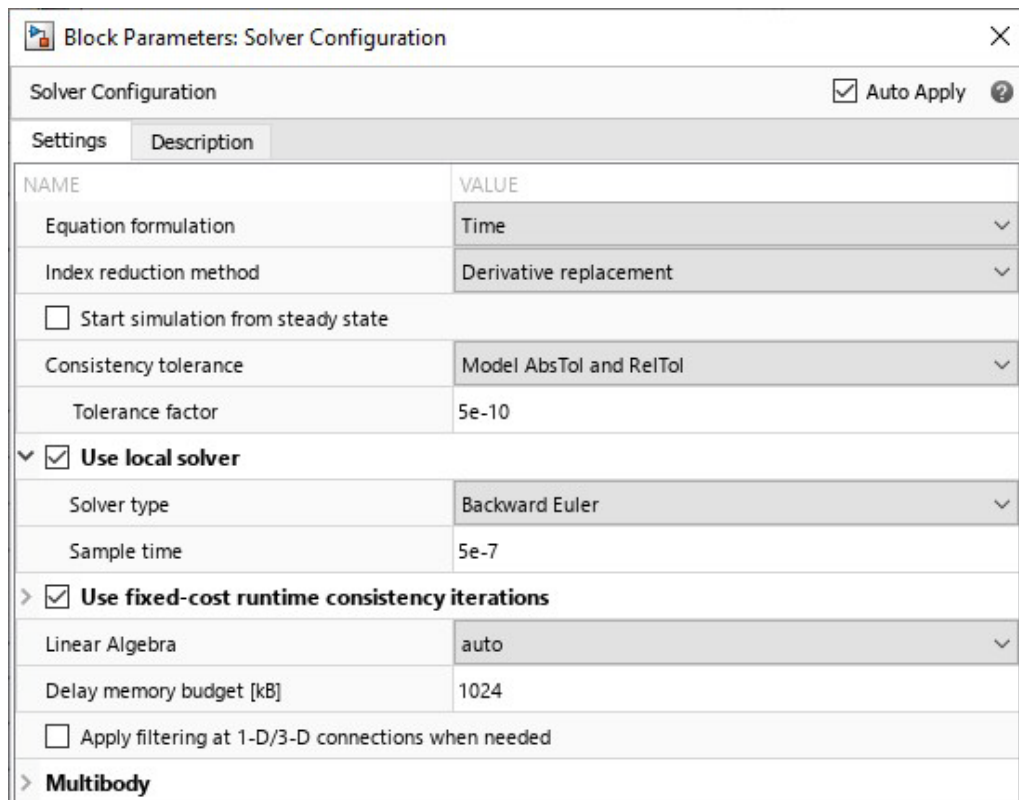 Block Parameters: Solver Configuration
Solver Configuration Auto Apply
Settings Description
NAME VALUE
Equation formulation Time
Index reduction method Derivative replacement
Start simulation from steady state
Consistency tolerance Model AbsTol and RelTol
Tolerance factor 5e-10
Use local solver
Solver type Backward Euler
Sample time 5e-7
Use fixed-cost runtime consistency iterations
Linear Algebra auto
Delay memory budget [kB] 1024
Apply filtering at 1-D/3-D connections when needed
Multibody